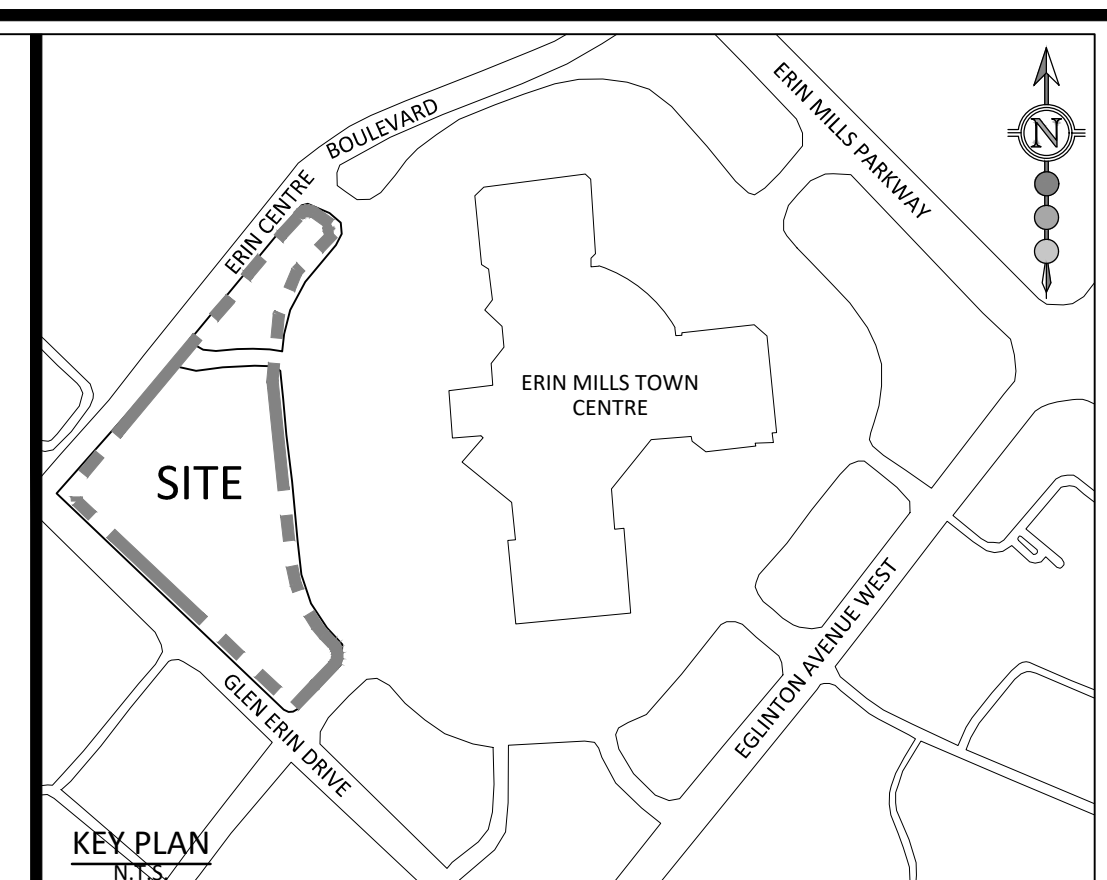 ERIN CENTRE BOULEVARD
ERIN MILLS PARKWAY
N
ERIN MILLS TOWN
CENTRE
SITE
EGLINTON AVENUE WEST
GLEN ERIN DRIVE
KEY PLAN
N.T.S.